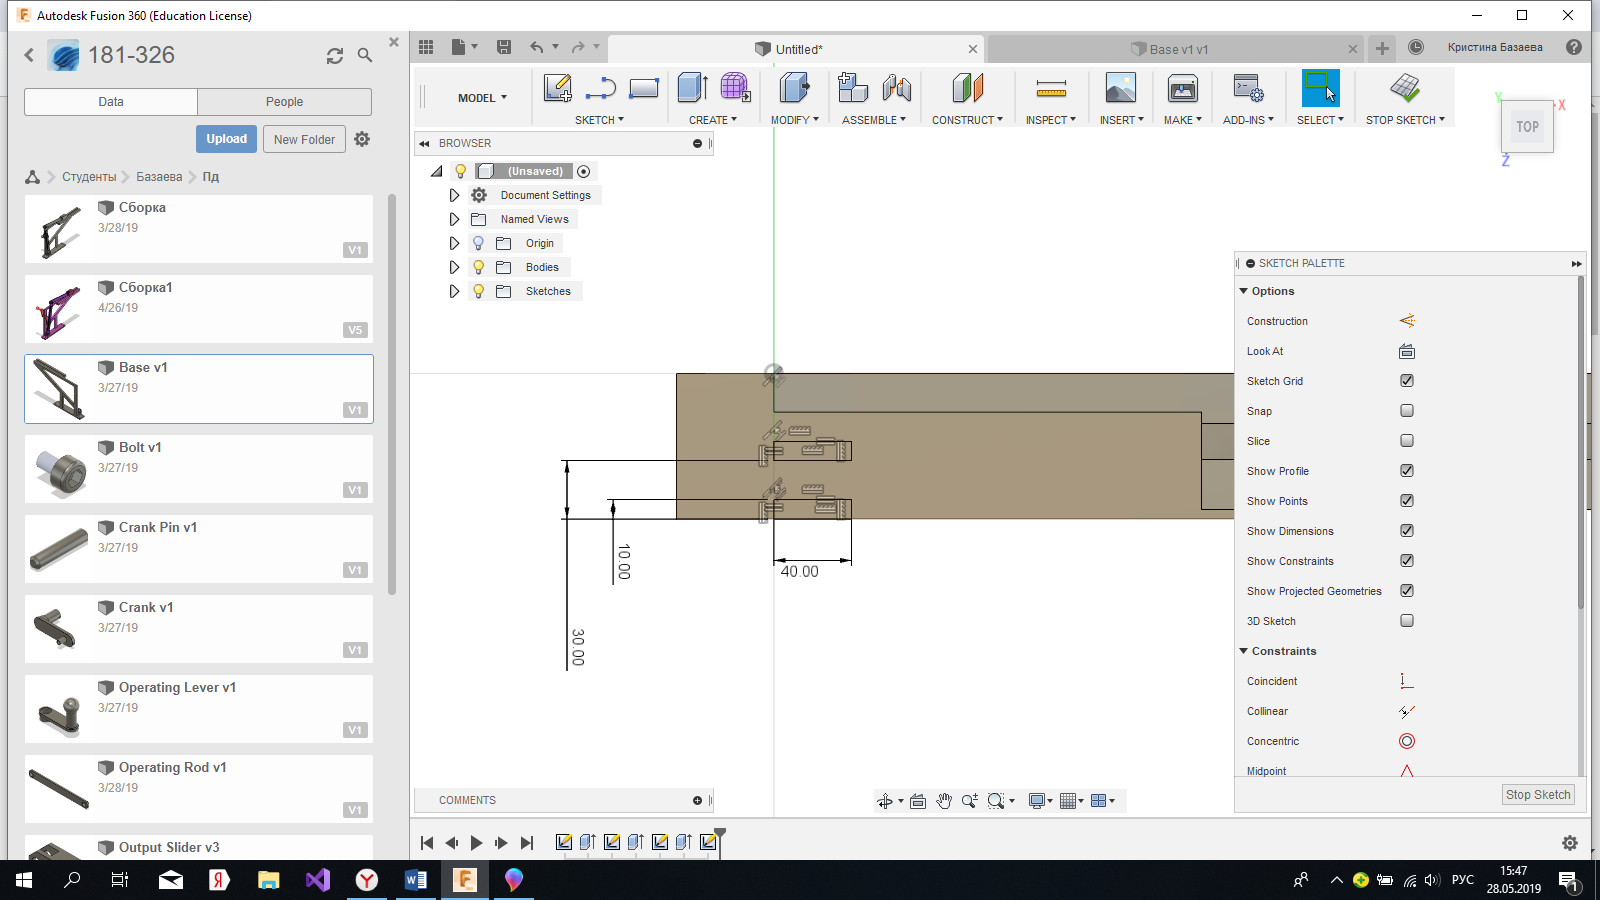 Autodesk Fusion 360 (Education License)
181-326
Data
People
Upload
New Folder
Студенты
Базаева
Пд
Сборка
3/28/19
V1
Сборка1
4/26/19
V5
Base v1
3/27/19
V1
Bolt v1
3/27/19
V1
Crank Pin v1
3/27/19
V1
Crank v1
3/27/19
V1
Operating Lever v1
3/27/19
V1
Operating Rod v1
3/28/19
V1
Output Slider v3
Untitled*
Base v1 v1
Кристина Базаева
MODEL
SKETCH
CREATE
MODIFY
ASSEMBLE
CONSTRUCT
INSPECT
INSERT
MAKE
ADD-INS
SELECT
STOP SKETCH
BROWSER
(Unsaved)
Document Settings
Named Views
Origin
Bodies
Sketches
Y
X
TOP
Z
10.00
40.00
30.00
SKETCH PALETTE
Options
Construction
Look At
Sketch Grid
Snap
Slice
Show Profile
Show Points
Show Dimensions
Show Constraints
Show Projected Geometries
3D Sketch
Constraints
Coincident
Collinear
Concentric
Midpoint
Stop Sketch
COMMENTS
РУС
15:47
28.05.2019
1